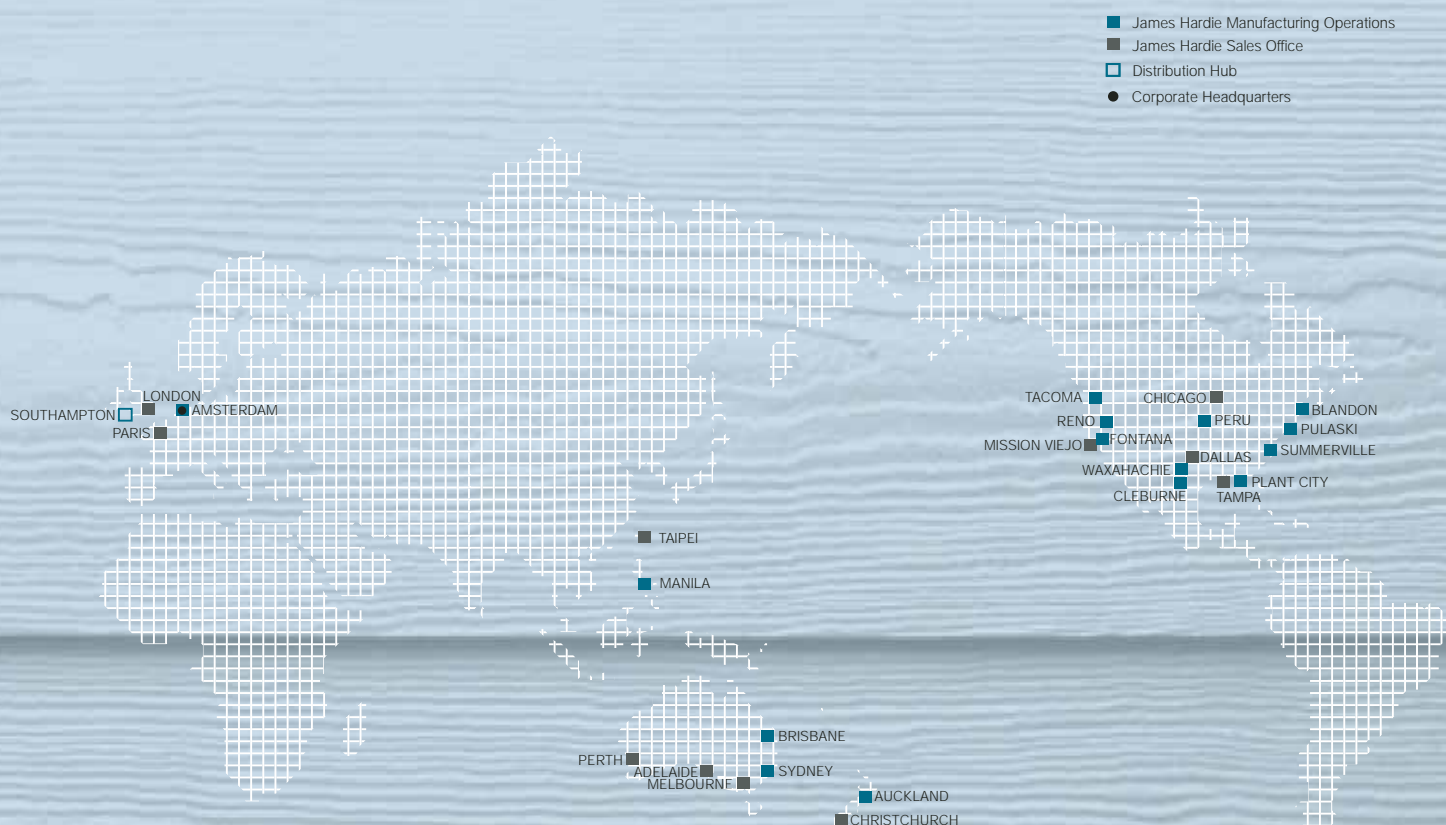 James Hardie Manufacturing Operations
James Hardie Sales Office
Distribution Hub
Corporate Headquarters
LONDON
SOUTHAMPTON
AMSTERDAM
PARIS
TACOMA
CHICAGO
BLANDON
RENO
PERU
PULASKI
MISSION VIEJO
FONTANA
SUMMERVILLE
DALLAS
WAXAHACHIE
PLANT CITY
CLEBURNE
TAMPA
TAIPEI
MANILA
BRISBANE
PERTH
ADELAIDE
SYDNEY
MELBOURNE
AUCKLAND
CHRISTCHURCH